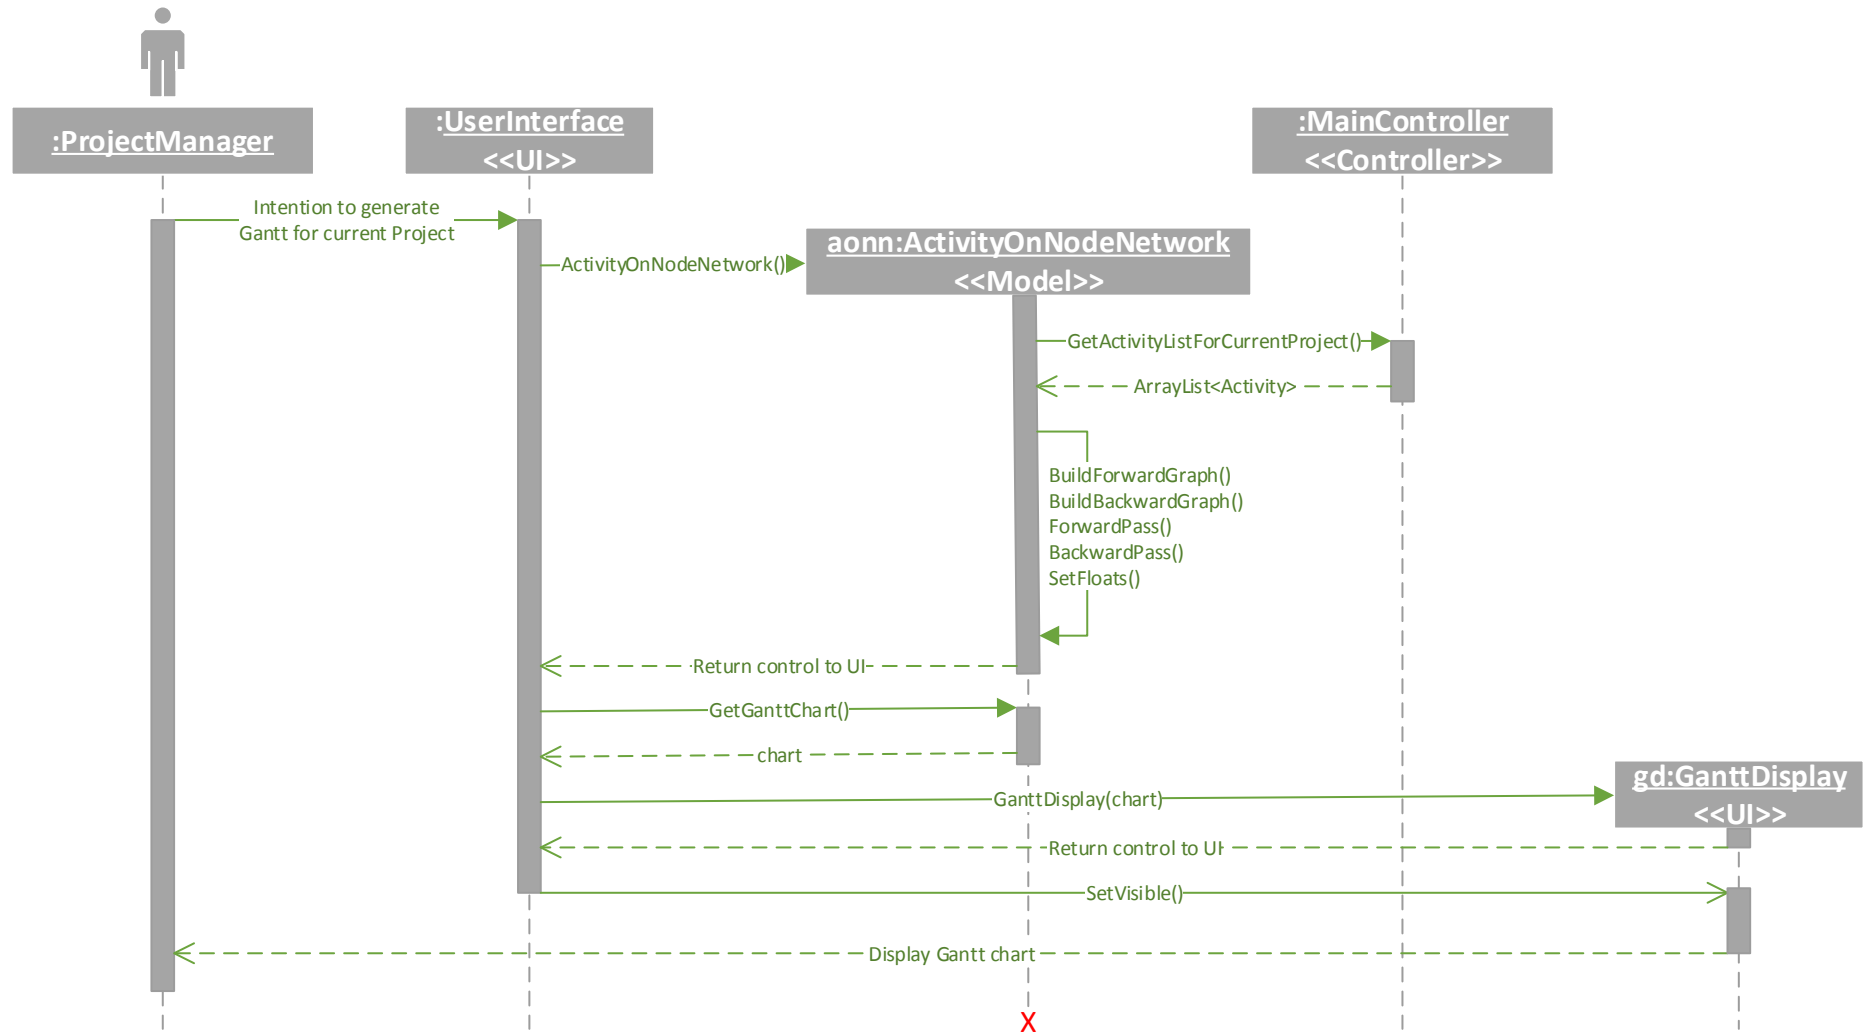 :ProjectManager
:UserInterface
<<UI>>
:MainController
<<Controller>>
Intention to generate
Gantt for current Project
aonn:ActivityOnNodeNetwork
<<Model>>
ActivityOnNodeNetwork()
GetActivityListForCurrentProject()
ArrayList<Activity>
BuildForwardGraph()
BuildBackwardGraph()
ForwardPass()
BackwardPass()
SetFloats()
Return control to UI
GetGanttChart()
chart
gd:GanttDisplay
<<UI>>
GanttDisplay(chart)
Return control to UI
SetVisible()
Display Gantt chart
X